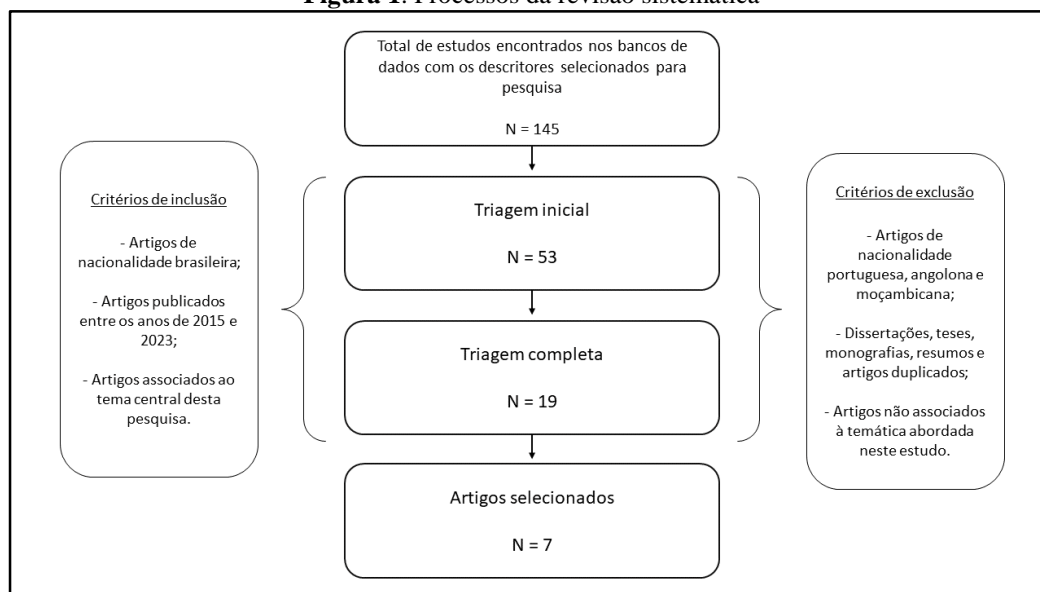 Figura 1. Processos da revisão sistemática
Total de estudos encontrados nos bancos de
dados com os descritores selecionados para
pesquisa
N = 145
Critérios de inclusão
- Artigos de
nacionalidade brasileira;
- Artigos publicados
entre os anos de 2015 e
2023;
- Artigos associados ao
tema central desta
pesquisa.
Triagem inicial
N = 53
Triagem completa
N = 19
Critérios de exclusão
- Artigos de
nacionalidade
portuguesa, angolona e
moçambicana;
- Dissertações, teses,
monografias, resumos e
artigos duplicados;
- Artigos não associados
à temática abordada
neste estudo.
Artigos selecionados
N = 7